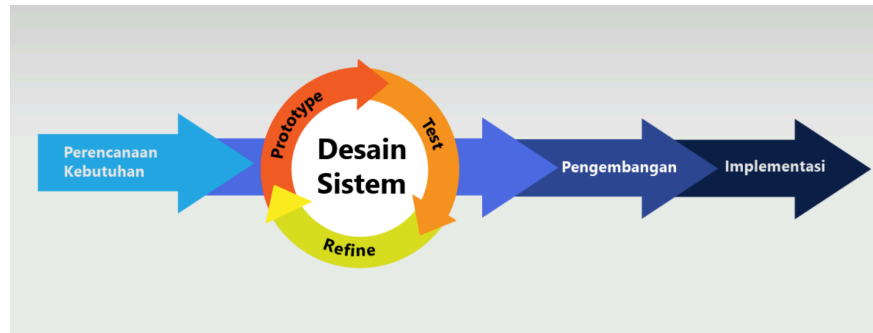 Perencanaan
Kebutuhan
Prototype
Test
Desain
Sistem
Refine
Pengembangan
Implementasi